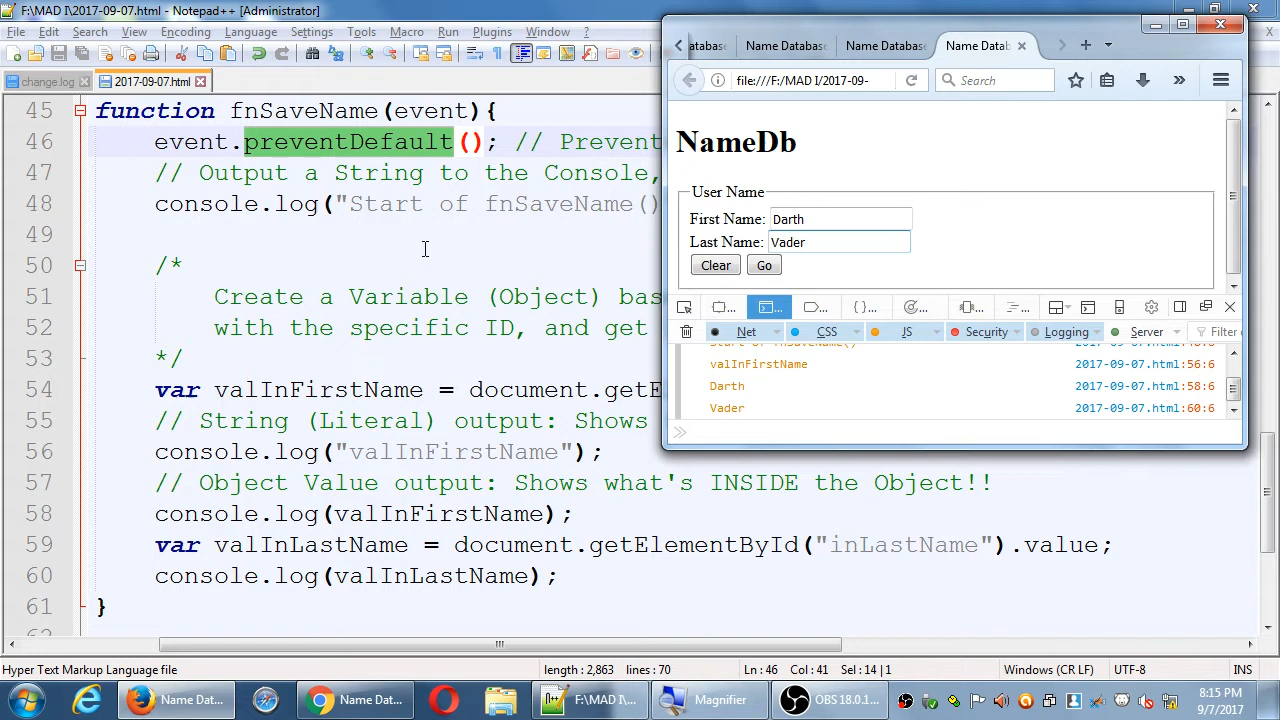 F:\MAD I\2017-09-07.html - Notepad++ [Administrator]
File Edit Search View Encoding Language Settings Tools Macro Run Plugins Window ?
change.log 2017-09-07.html
45 function fnSaveName(event){
46 event.preventDefault(); // Prevent
47 // Output a String to the Console,
48 console.log("Start of fnSaveName()
49
50 /*
51 Create a Variable (Object) bas
52 with the specific ID, and get
53 */
54 var valInFirstName = document.getE
55 // String (Literal) output: Shows
56 console.log("valInFirstName");
57 // Object Value output: Shows what's INSIDE the Object!!
58 console.log(valInFirstName);
59 var valInLastName = document.getElementById("inLastName").value;
60 console.log(valInLastName);
61 }
Hyper Text Markup Language file length : 2,863 lines : 70 Ln : 46 Col : 41 Sel : 14 | 1 Windows (CR LF) UTF-8 INS
atabase Name Database Name Database Name Datab
file:///F:/MAD I/2017-09- Search
NameDb
User Name
First Name: Darth
Last Name: Vader
Clear Go
Net CSS JS Security Logging Server Filter
Start of fnSaveName()
valInFirstName 2017-09-07.html:56:6
Darth 2017-09-07.html:58:6
Vader 2017-09-07.html:60:6
Name Dat... Name Dat... F:\MAD I\... Magnifier OBS 18.0.1...
8:15 PM
9/7/2017